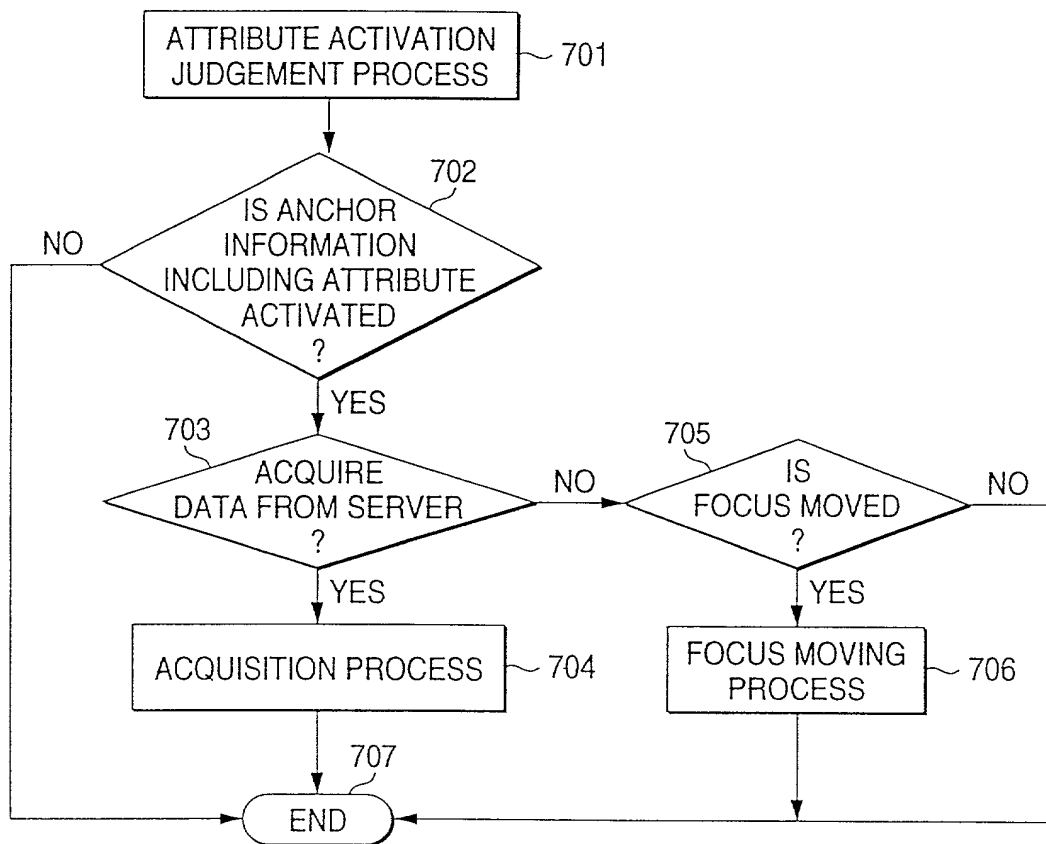 ATTRIBUTE ACTIVATION
JUDGEMENT PROCESS
701
702
IS ANCHOR
INFORMATION
INCLUDING ATTRIBUTE
ACTIVATED
?
NO
YES
703
ACQUIRE
DATA FROM SERVER
?
NO
705
IS
FOCUS MOVED
?
NO
YES
YES
ACQUISITION PROCESS
704
FOCUS MOVING
PROCESS
706
707
END